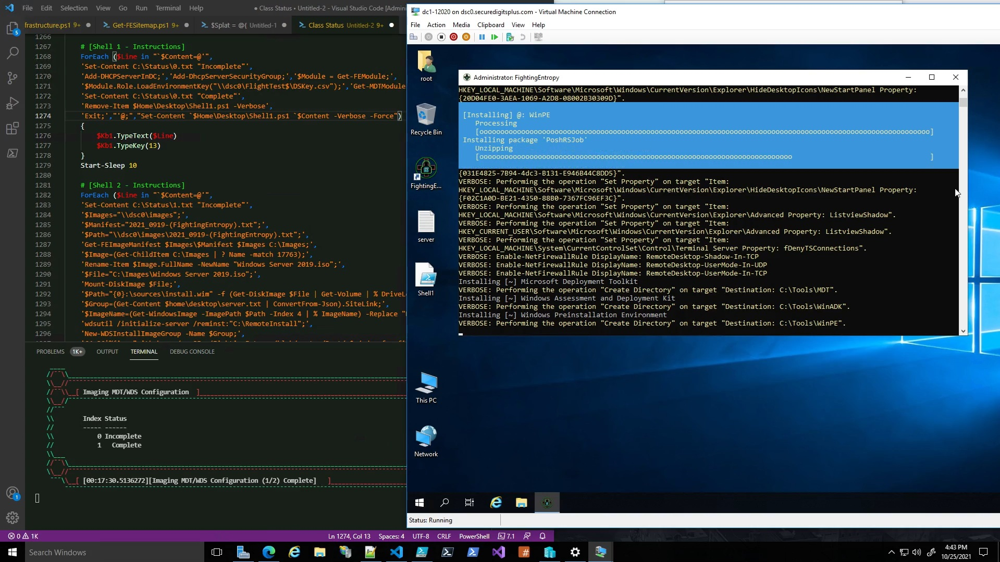 File Edit Selection View Go Run Terminal Help
● Class Status • Untitled-2 - Visual Studio Code [Admin
frastructure.ps1 9+ Get-FESitemap.ps1 9+ $Splat = @{ Untitled-1 Class Status Untitled-2 9+
1266
1267 # [Shell 1 - Instructions]
1268 ForEach ($Line in "`$Content=@'",
1269 'Set-Content C:\Status\0.txt "Incomplete"',
1270 'Add-DHCPServerInDC;','Add-DhcpServerSecurityGroup;','$Module = Get-FEModule;',
1271 '$Module.Role.LoadEnvironmentKey("\\dsc0\FlightTest$\DSKey.csv");','Get-MDTModule
1272 'Set-Content C:\Status\0.txt "Complete"',
1273 'Remove-Item $Home\Desktop\Shell1.ps1 -Verbose',
1274 'Exit;',"'@;","Set-Content `$Home\Desktop\Shell1.ps1 `$Content -Verbose -Force")
1275 {
1276 $Kb1.TypeText($Line)
1277 $Kb1.TypeKey(13)
1278 }
1279 Start-Sleep 10
1280
1281 # [Shell 2 - Instructions]
1282 ForEach ($Line in "`$Content=@'",
1283 'Set-Content C:\Status\1.txt "Incomplete"',
1284 '$Images="\\dsc0\images";',
1285 '$Manifest="2021_0919-(FightingEntropy).txt";',
1286 '$Path="\\dsc0\images\2021_0919-(FightingEntropy).txt";',
1287 'Get-FEImageManifest $Images\$Manifest $Images C:\Images;',
1288 '$Image=(Get-ChildItem C:\Images | ? Name -match 17763);',
1289 'Rename-Item $Image.FullName -NewName "Windows Server 2019.iso";',
1290 '$File="C:\Images\Windows Server 2019.iso";',
1291 'Mount-DiskImage $File;',
1292 '$Path="{0}:\sources\install.wim" -f (Get-DiskImage $File | Get-Volume | % DriveLe
1293 '$Group=(Get-Content $home\desktop\server.txt | ConvertFrom-Json).SiteLink;',
1294 '$ImageName=(Get-WindowsImage -ImagePath $Path -Index 4 | % ImageName) -Replace "
1295 'wdsutil /initialize-server /reminst:"C:\RemoteInstall";',
1296 'New-WDSInstallImageGroup -Name $Group;',
PROBLEMS 1K+ OUTPUT TERMINAL DEBUG CONSOLE
[ Imaging MDT/WDS Configuration ]
Index Status
----- ------
0 Incomplete
1 Complete
[ [00:17:30.5136272][Imaging MDT/WDS Configuration (1/2) Complete] ]
5
1
0 1K Ln 1274, Col 13 Spaces: 4 UTF-8 CRLF PowerShell 7.1
dc1-12020 on dsc0.securedigitsplus.com - Virtual Machine Connection
File Action Media Clipboard View Help
root
Recycle Bin
FightingE...
server
Shell1
This PC
Network
Administrator: FightingEntropy
HKEY_LOCAL_MACHINE\Software\Microsoft\Windows\CurrentVersion\Explorer\HideDesktopIcons\NewStartPanel Property:
{20D04FE0-3AEA-1069-A2D8-08002B30309D}".
[Installing] @: WinPE
Processing
[oooooooooooooooooooooooooooooooooooooooooooooooooooooooooooooooooooooooooooooooooooooooooooooooooooooooooooo]
Installing package 'PoshRSJob'
Unzipping
[ooooooooooooooooooooooooooooooooooooooooooooooooooooooooooooooooooooooooooo ]
{031E4825-7B94-4dc3-B131-E946B44C8DD5}".
VERBOSE: Performing the operation "Set Property" on target "Item:
HKEY_LOCAL_MACHINE\Software\Microsoft\Windows\CurrentVersion\Explorer\HideDesktopIcons\NewStartPanel Property:
{F02C1A0D-BE21-4350-88B0-7367FC96EF3C}".
VERBOSE: Performing the operation "Set Property" on target "Item:
HKEY_LOCAL_MACHINE\Software\Microsoft\Windows\CurrentVersion\Explorer\Advanced Property: ListviewShadow".
VERBOSE: Performing the operation "Set Property" on target "Item:
HKEY_CURRENT_USER\Software\Microsoft\Windows\CurrentVersion\Explorer\Advanced Property: ListviewShadow".
VERBOSE: Performing the operation "Set Property" on target "Item:
HKEY_LOCAL_MACHINE\System\CurrentControlSet\Control\Terminal Server Property: fDenyTSConnections".
VERBOSE: Enable-NetFirewallRule DisplayName: RemoteDesktop-Shadow-In-TCP
VERBOSE: Enable-NetFirewallRule DisplayName: RemoteDesktop-UserMode-In-UDP
VERBOSE: Enable-NetFirewallRule DisplayName: RemoteDesktop-UserMode-In-TCP
Installing [~] Microsoft Deployment Toolkit
VERBOSE: Performing the operation "Create Directory" on target "Destination: C:\Tools\MDT".
Installing [~] Windows Assessment and Deployment Kit
VERBOSE: Performing the operation "Create Directory" on target "Destination: C:\Tools\WinADK".
Installing [~] Windows Preinstallation Environment
VERBOSE: Performing the operation "Create Directory" on target "Destination: C:\Tools\WinPE".
Status: Running
Search Windows
4:43 PM
10/25/2021